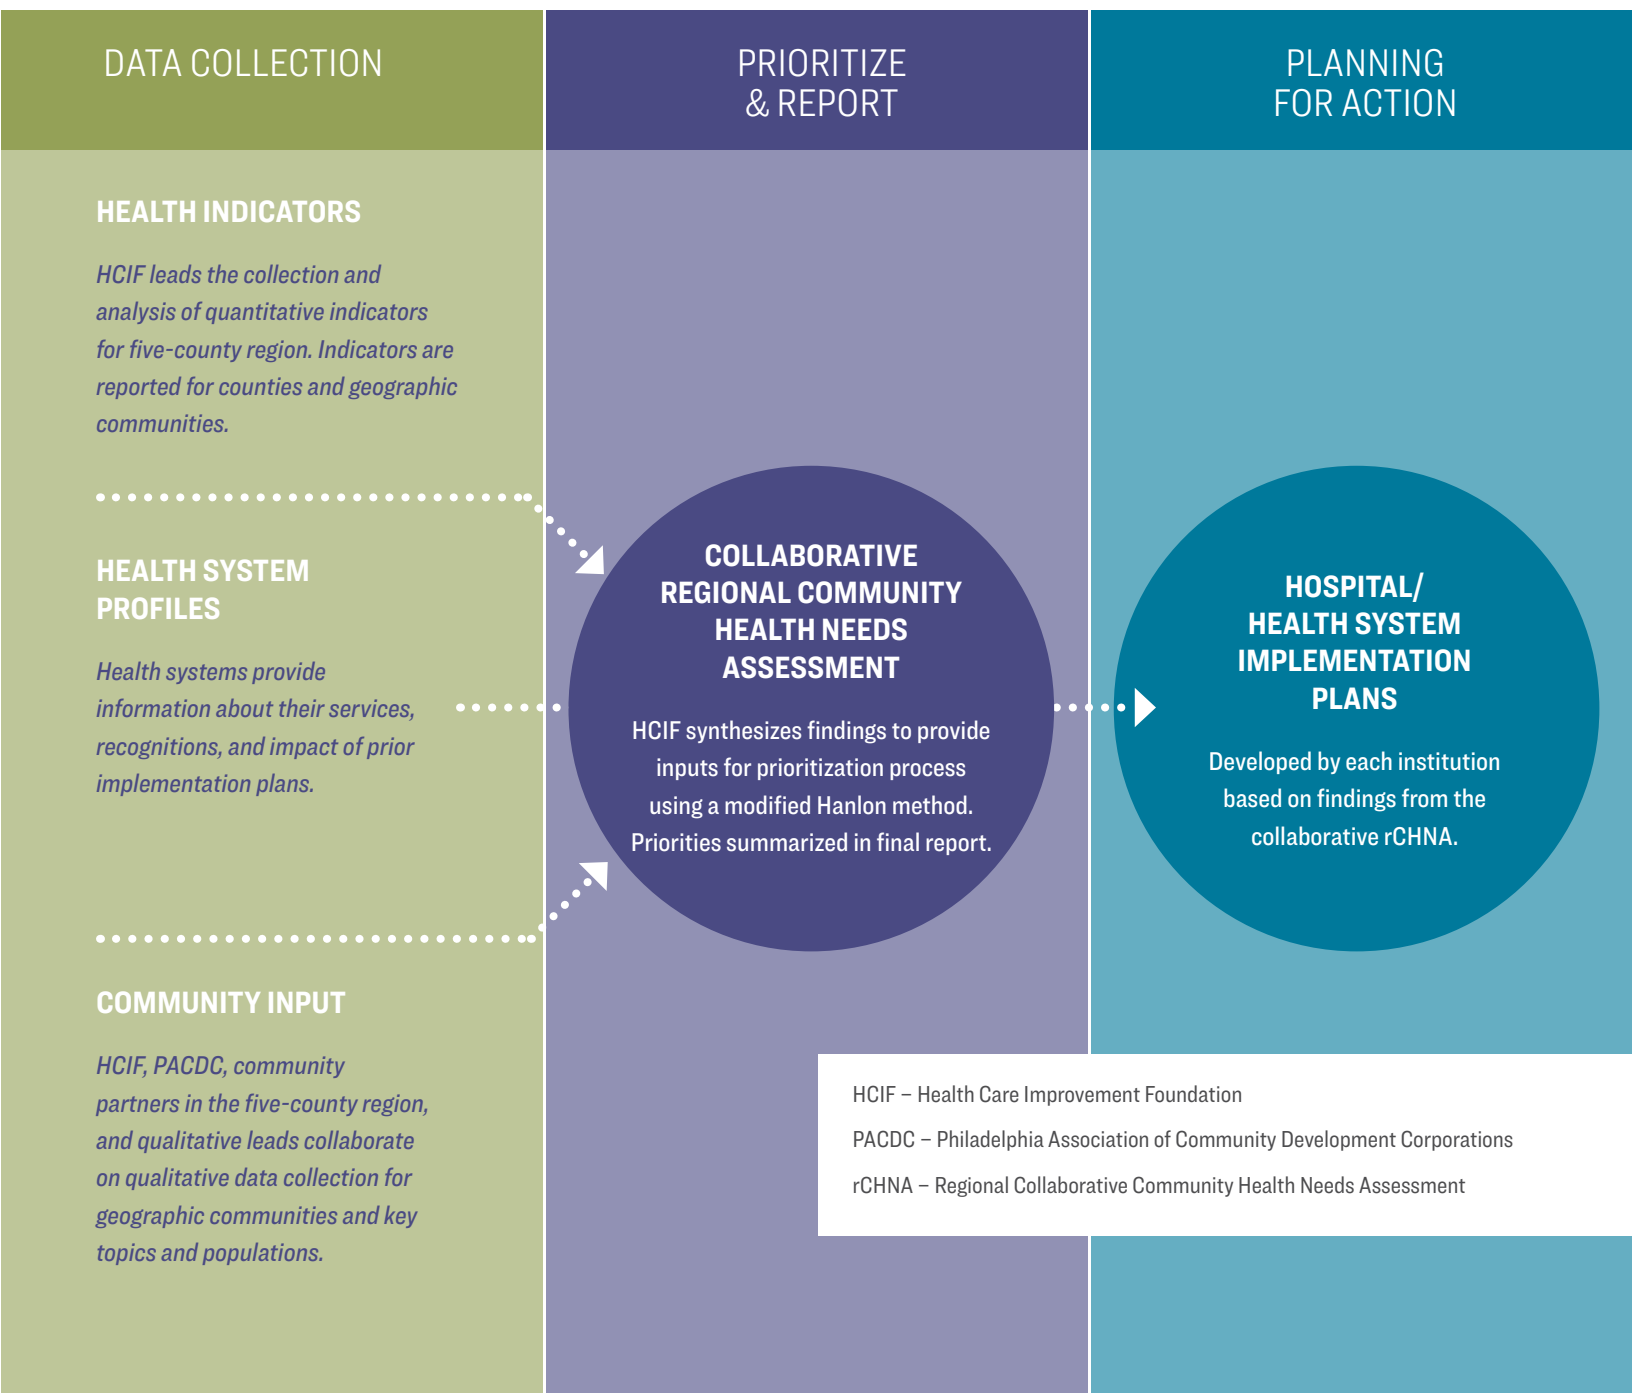 DATA COLLECTION
HEALTH INDICATORS
HCIF leads the collection and
analysis of quantitative indicators
for five-county region. Indicators are
reported for counties and geographic
communities.
HEALTH SYSTEM
PROFILES
Health systems provide
information about their services,
recognitions, and impact of prior
implementation plans.
COMMUNITY INPUT
HCIF, PACDC, community
partners in the five-county region,
and qualitative leads collaborate
on qualitative data collection for
geographic communities and key
topics and populations.
PRIORITIZE
& REPORT
COLLABORATIVE
REGIONAL COMMUNITY
HEALTH NEEDS
ASSESSMENT
HCIF synthesizes findings to provide
inputs for prioritization process
using a modified Hanlon method.
Priorities summarized in final report.
PLANNING
FOR ACTION
HOSPITAL/
HEALTH SYSTEM
IMPLEMENTATION
PLANS
Developed by each institution
based on findings from the
collaborative rCHNA.
HCIF – Health Care Improvement Foundation
PACDC – Philadelphia Association of Community Development Corporations
rCHNA – Regional Collaborative Community Health Needs Assessment